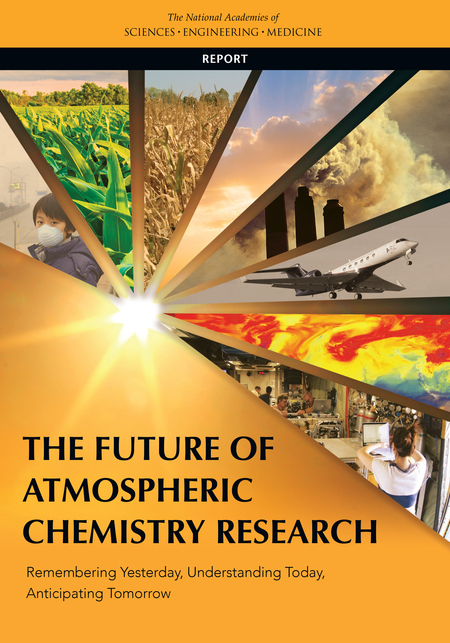 The National Academies of
SCIENCES • ENGINEERING • MEDICINE
REPORT
THE FUTURE OF
ATMOSPHERIC
CHEMISTRY RESEARCH
Remembering Yesterday, Understanding Today,
Anticipating Tomorrow